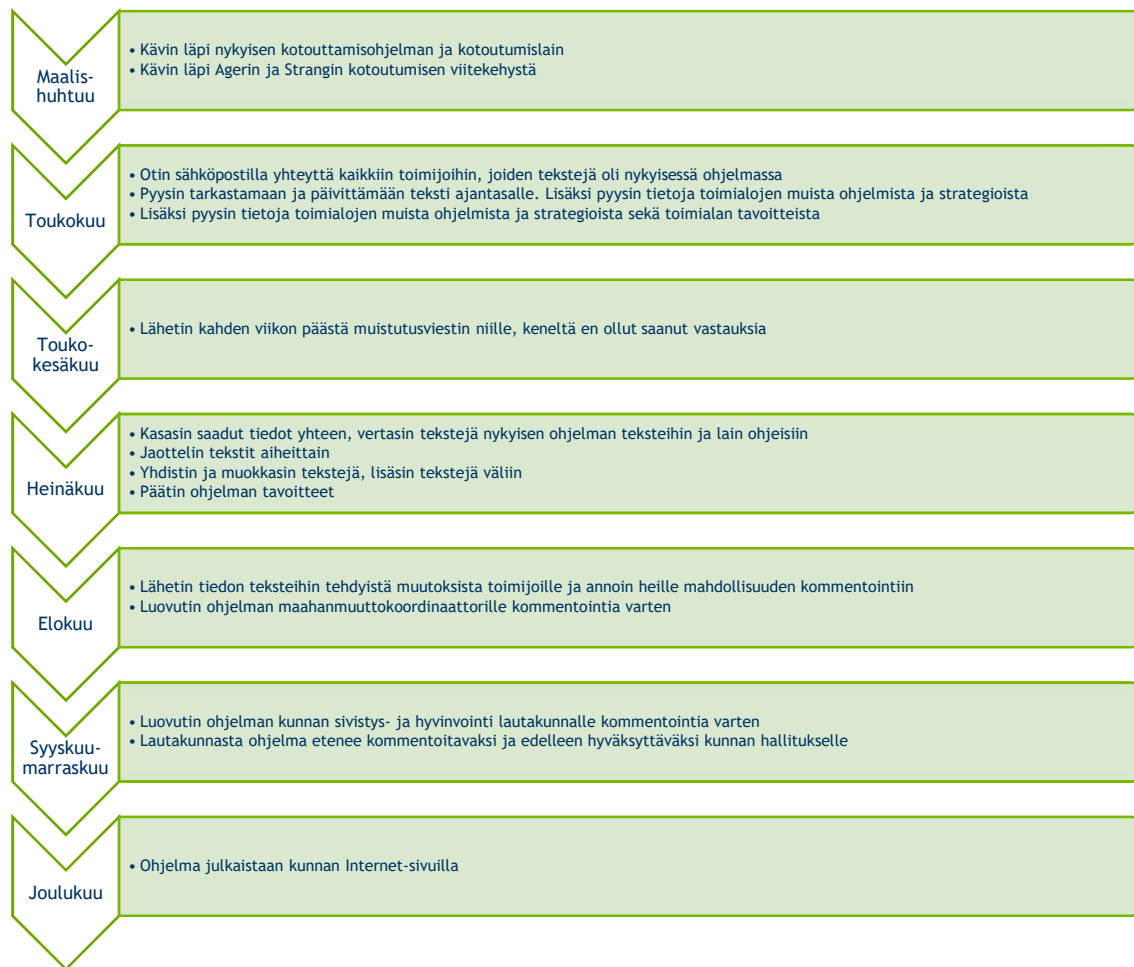 Maalis-
huhtuu
• Kävin läpi nykyisen kotouttamisohjelman ja kotoutumislain
• Kävin läpi Agerin ja Strangin kotoutumisen viitekehystä
Toukokuu
• Otin sähköpostilla yhteyttä kaikkiin toimijoihin, joiden tekstejä oli nykyisessä ohjelmassa
• Pyysin tarkastamaan ja päivittämään teksti ajantasalle. Lisäksi pyysin tietoja toimialojen muista ohjelmista ja strategioista
• Lisäksi pyysin tietoja toimialojen muista ohjelmista ja strategioista sekä toimialan tavoitteista
Touko-
kesäkuu
• Lähetin kahden viikon päästä muistutusviestin niille, keneltä en ollut saanut vastauksia
Heinäkuu
• Kasasin saadut tiedot yhteen, vertasin tekstejä nykyisen ohjelman teksteihin ja lain ohjeisiin
• Jaottelin tekstit aiheittain
• Yhdistin ja muokkasin tekstejä, lisäsin tekstejä väliin
• Päätin ohjelman tavoitteet
Elokuu
• Lähetin tiedon teksteihin tehdyistä muutoksista toimijoille ja annoin heille mahdollisuuden kommentointiin
• Luovutin ohjelman maahanmuuttokoordinaattorille kommentointia varten
Syyskuu-
marraskuu
• Luovutin ohjelman kunnan sivistys- ja hyvinvointi lautakunnalle kommentointia varten
• Lautakunnasta ohjelma etenee kommentoitavaksi ja edelleen hyväksyttäväksi kunnan hallitukselle
Joulukuu
• Ohjelma julkaistaan kunnan Internet-sivuilla